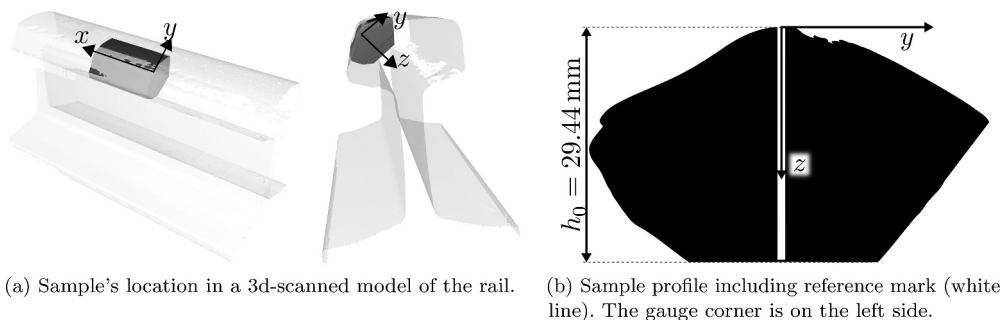 x
y
y
z
y
z
h₀ = 29.44 mm
(a) Sample's location in a 3d-scanned model of the rail.
(b) Sample profile including reference mark (white
line). The gauge corner is on the left side.